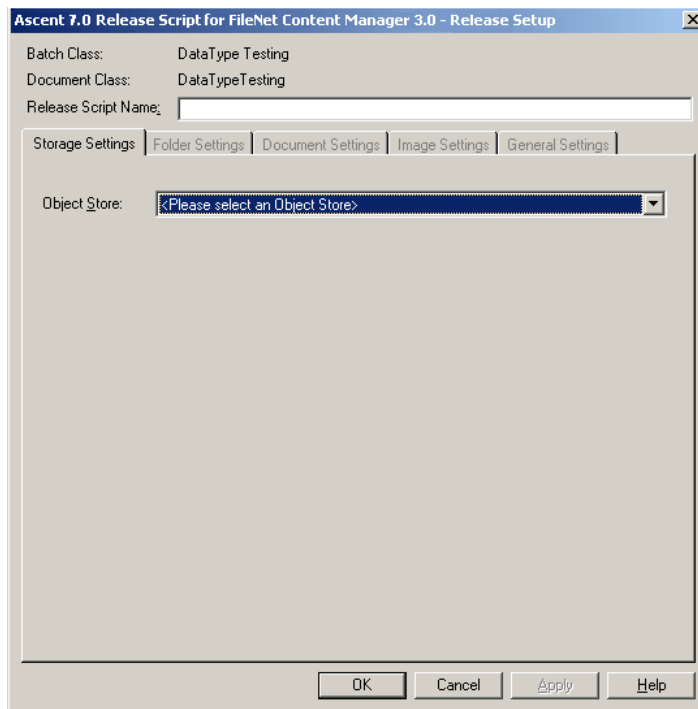 Ascent 7.0 Release Script for FileNet Content Manager 3.0 - Release Setup
Batch Class: DataType Testing
Document Class: DataTypeTesting
Release Script Name:
Storage Settings Folder Settings Document Settings Image Settings General Settings
Object Store: <Please select an Object Store>
OK Cancel Apply Help